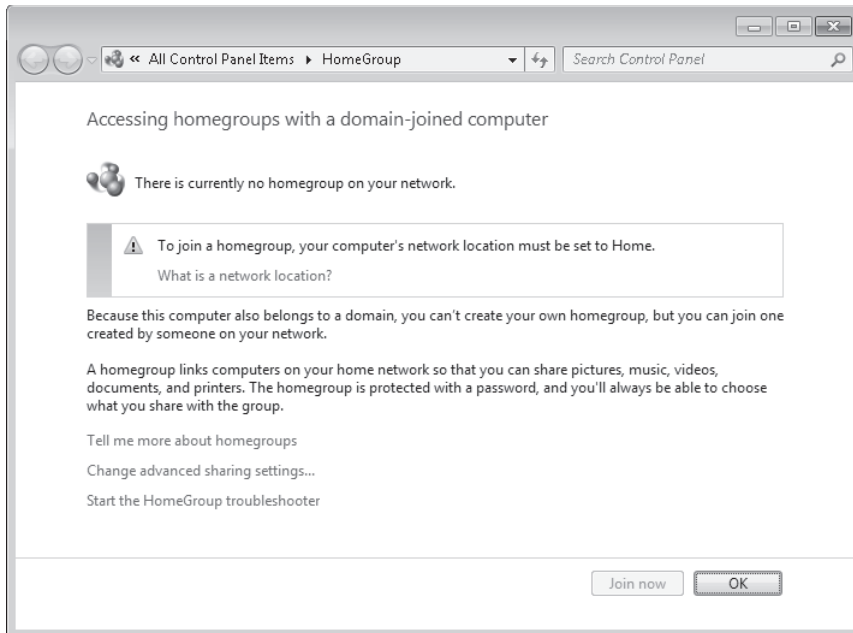 « All Control Panel Items ▸ HomeGroup
Search Control Panel
Accessing homegroups with a domain-joined computer
There is currently no homegroup on your network.
To join a homegroup, your computer's network location must be set to Home.
What is a network location?
Because this computer also belongs to a domain, you can't create your own homegroup, but you can join one
created by someone on your network.
A homegroup links computers on your home network so that you can share pictures, music, videos,
documents, and printers. The homegroup is protected with a password, and you'll always be able to choose
what you share with the group.
Tell me more about homegroups
Change advanced sharing settings...
Start the HomeGroup troubleshooter
Join now
OK